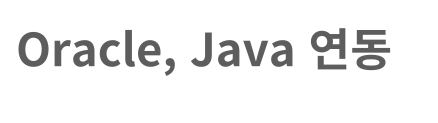 Oracle, Java 연동